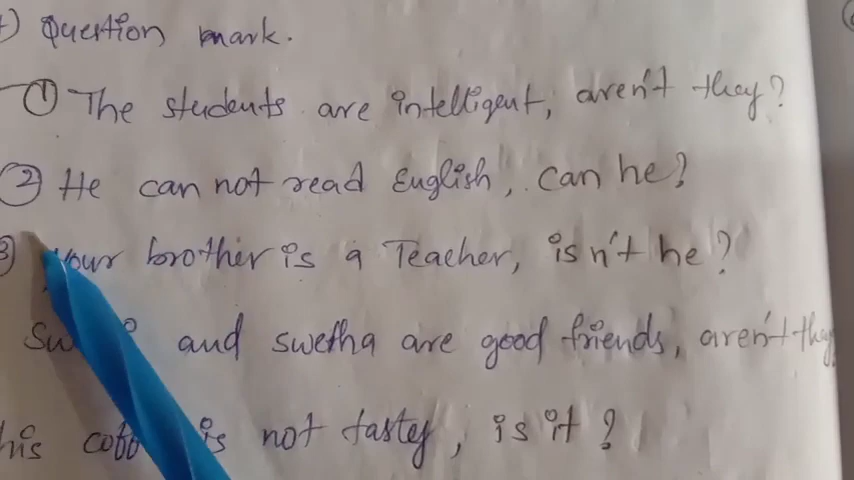 Question mark.
① The students are intelligent, aren't they?
② He can not read English, can he?
③ Your brother is a Teacher, isn't he?
and swetha are good friends, aren't they
is not tastey, is it?